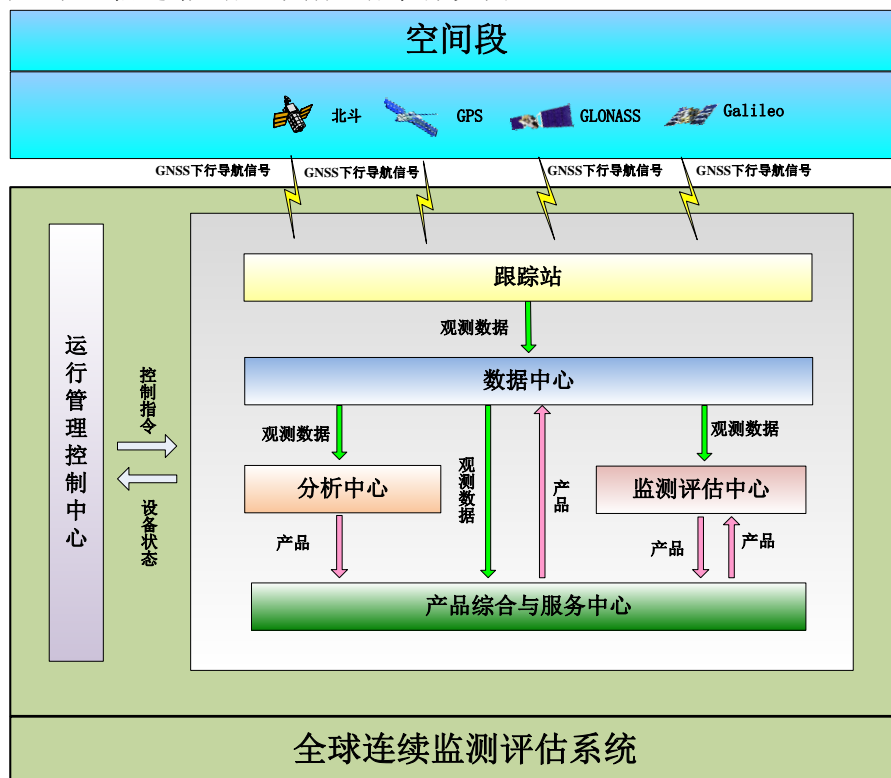 空间段
北斗
GPS
GLONASS
Galileo
GNSS下行导航信号
GNSS下行导航信号
GNSS下行导航信号
GNSS下行导航信号
跟踪站
观测数据
数据中心
运行管理控制中心
控制指令
设备状态
观测数据
观测数据
产品
观测数据
分析中心
监测评估中心
产品
产品
产品
产品综合与服务中心
全球连续监测评估系统